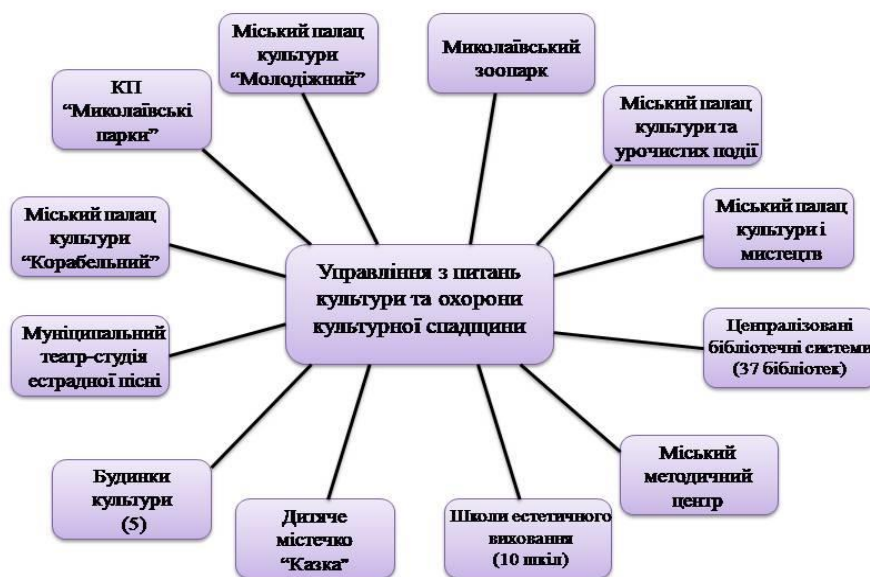 Міський палац
культури
“Молодіжний”
Миколаївський
зоопарк
КП
“Миколаївські
парки”
Міський палац
культури та
урочистих події
Міський палац
культури
“Корабельний”
Міський палац
культури і
мистецтв
Управління з питань
культури та охорони
культурної спадщини
Муніципальний
театр-студія
естрадної пісні
Централізовані
бібліотечні системи
(37 бібліотек)
Будинки
культури
(5)
Дитяче
містечко
“Казка”
Школи естетичного
виховання
(10 шкіл)
Міський
методичний
центр